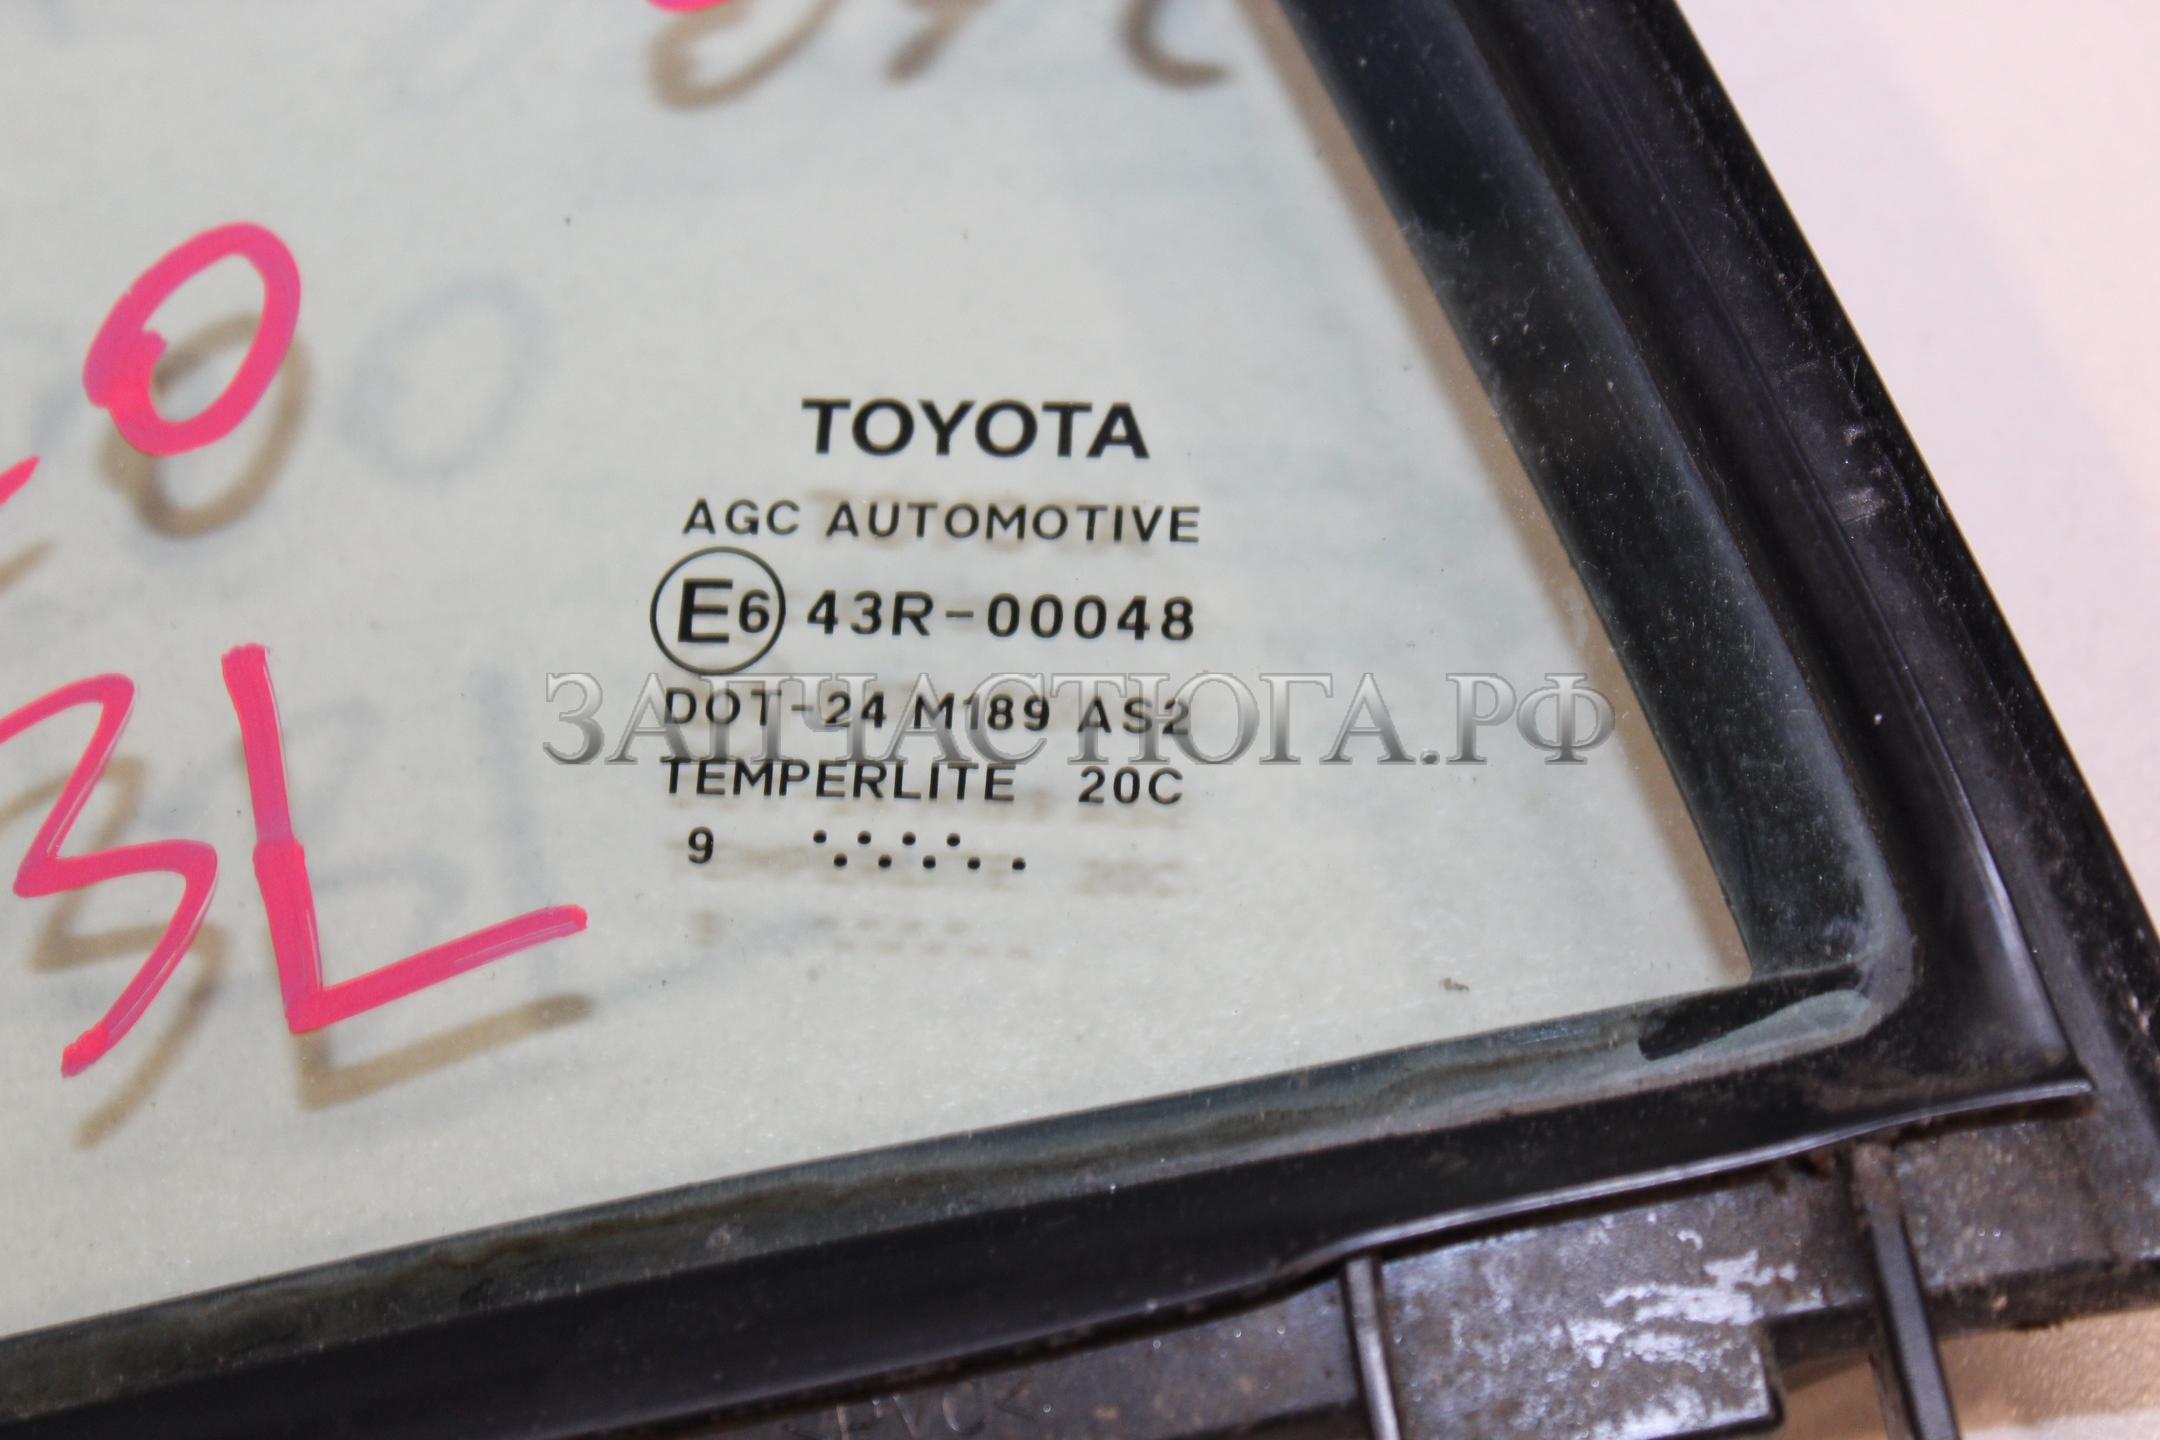 O
TOYOTA
AGC AUTOMOTIVE
E6 43R-00048
3L
ЗАПЧАСТЮГА.РФ
DOT-24 M189 AS2
TEMPERLITE 20C
9